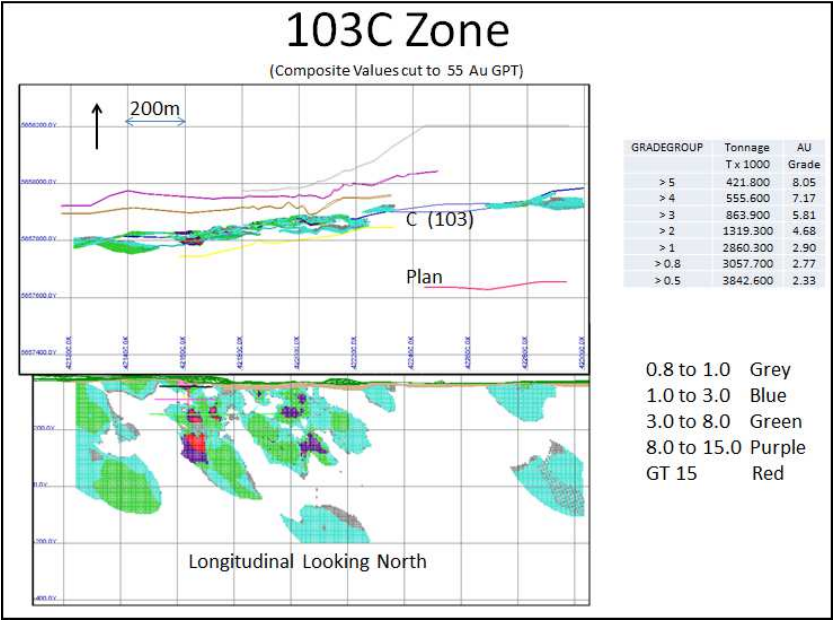 103C Zone
(Composite Values cut to 55 Au GPT)
200m
C (103)
Plan
Longitudinal Looking North
GRADEGROUP Tonnage AU
T x 1000 Grade
> 5 421.800 8.05
> 4 555.600 7.17
> 3 863.900 5.81
> 2 1319.300 4.68
> 1 2860.300 2.90
> 0.8 3057.700 2.77
> 0.5 3842.600 2.33
0.8 to 1.0 Grey
1.0 to 3.0 Blue
3.0 to 8.0 Green
8.0 to 15.0 Purple
GT 15 Red